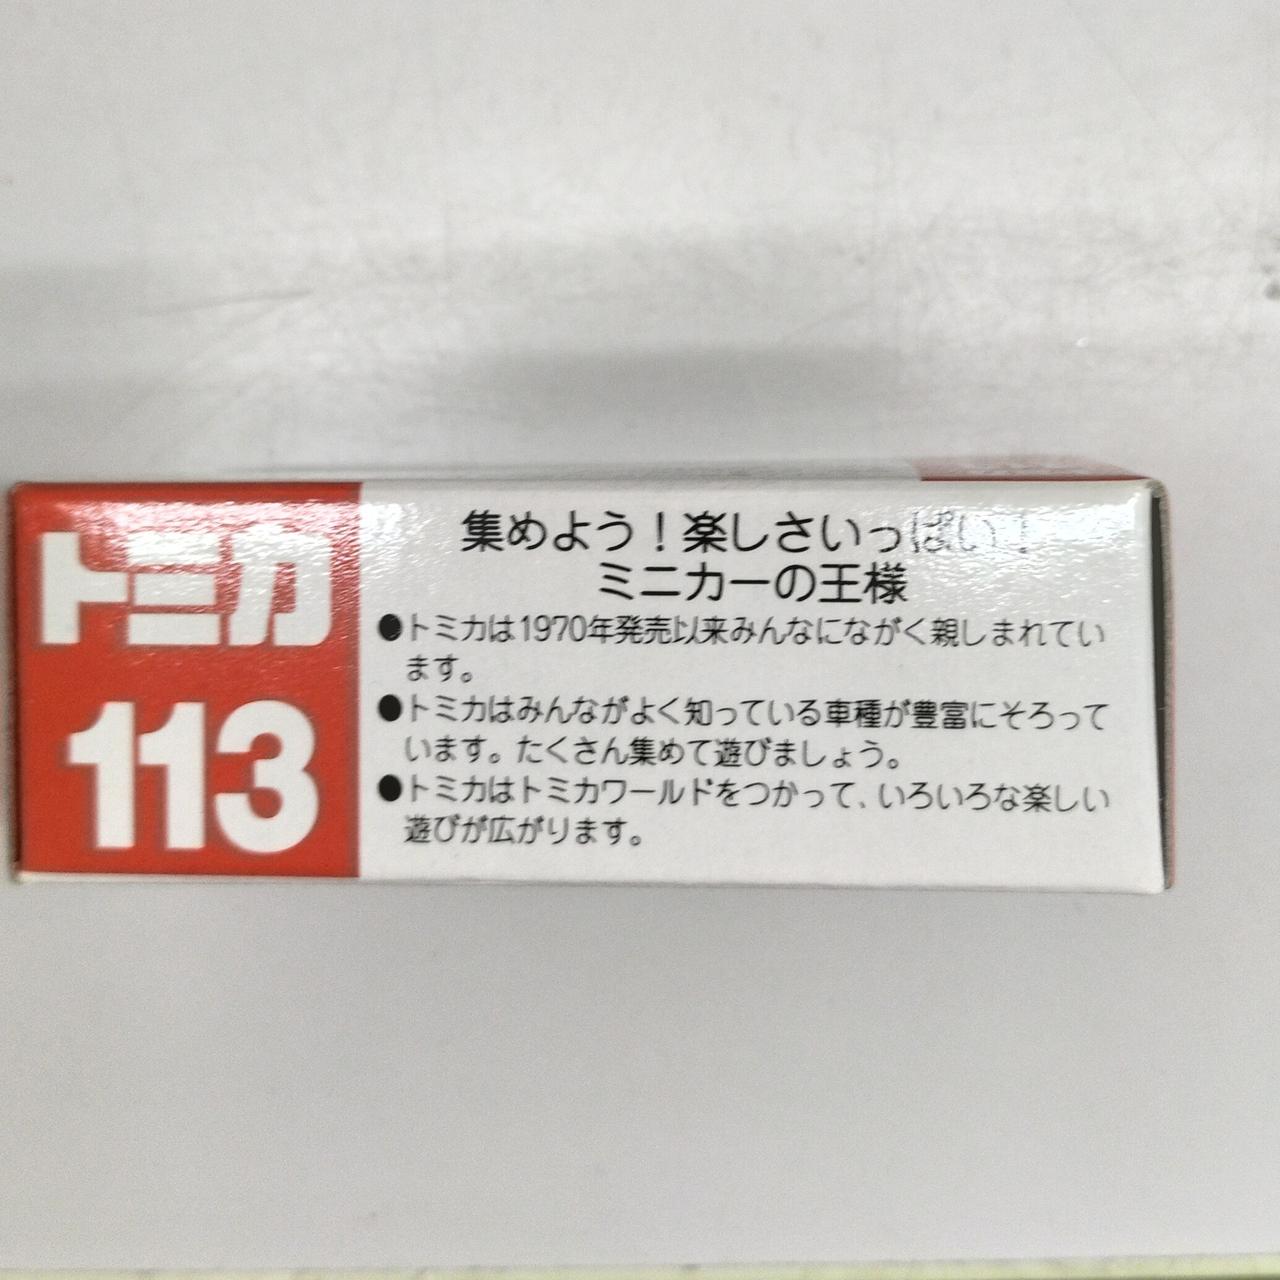 トミカ
113
集めよう！楽しさいっぱい！
ミニカーの王様
●トミカは1970年発売以来みんなにながく親しまれてい
ます。
●トミカはみんながよく知っている車種が豊富にそろって
います。たくさん集めて遊びましょう。
●トミカはトミカワールドをつかって、いろいろな楽しい
遊びが広がります。